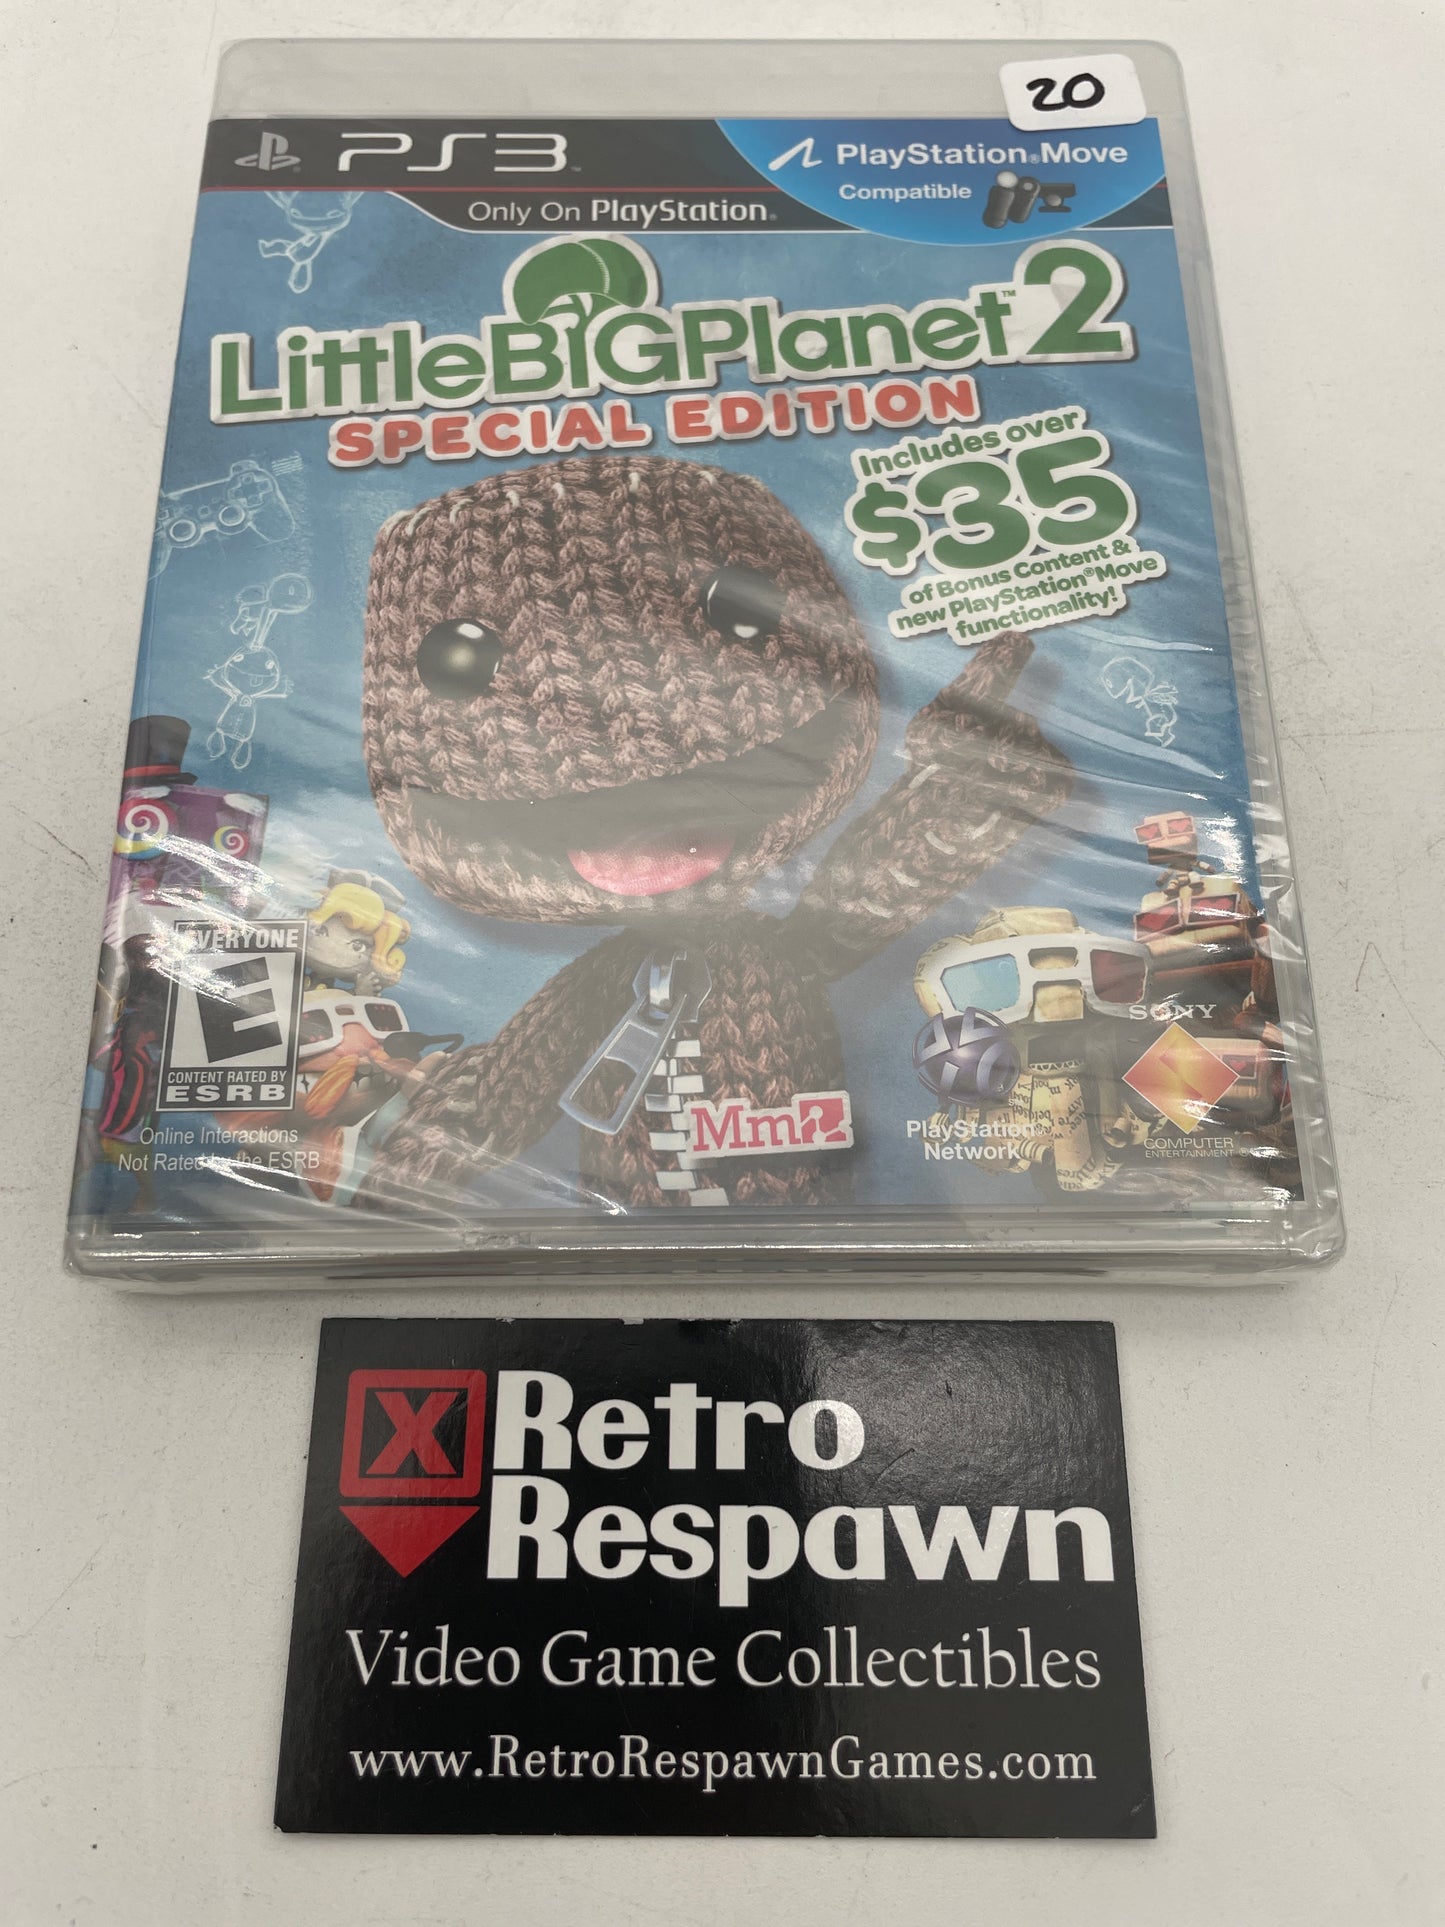 20
PS3
PlayStation®Move
Compatible
Only On PlayStation®
LittleBIGPlanet™2
SPECIAL EDITION
Includes over
$35
of Bonus Content &
new PlayStation®Move
functionality!
EVERYONE
E
CONTENT RATED BY
ESRB
Online Interactions
Not Rated by the ESRB
Mm
PlayStation®
Network
SONY
COMPUTER
ENTERTAINMENT®
X
Retro
Respawn
Video Game Collectibles
www.RetroRespawnGames.com